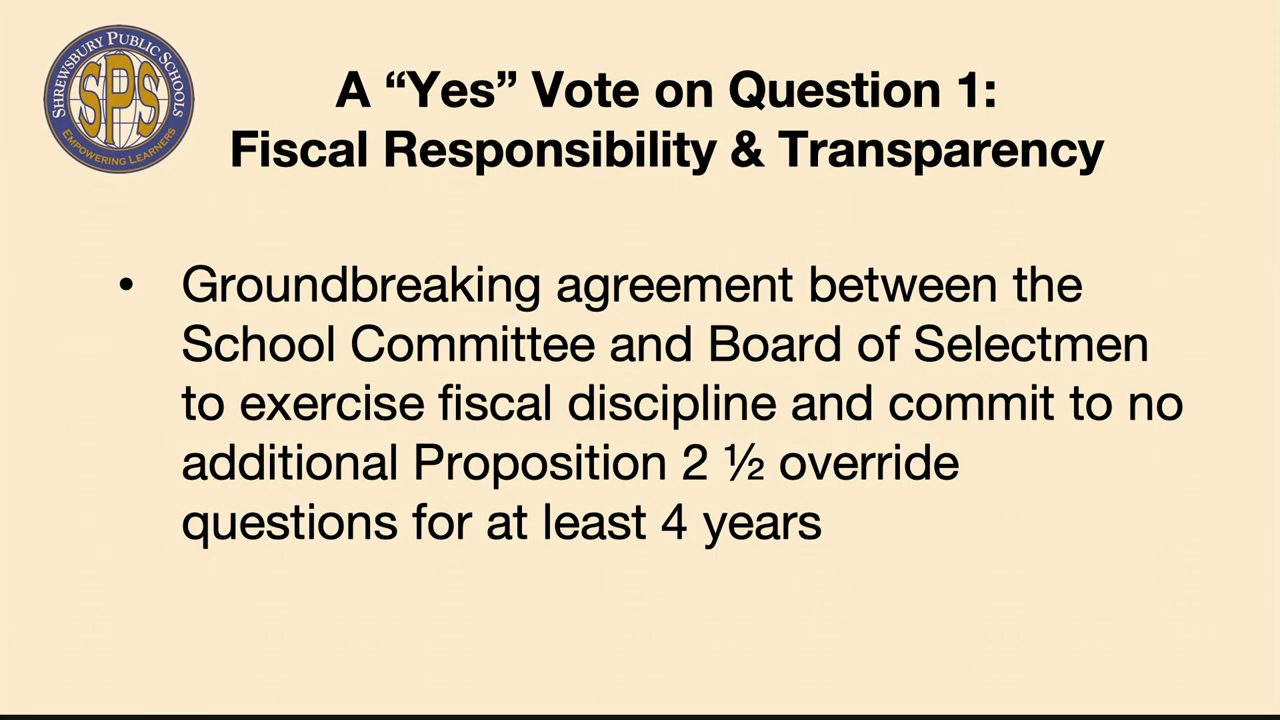 SHREWSBURY PUBLIC SCHOOLS
SPS
EMPOWERING LEARNERS
A “Yes” Vote on Question 1:
Fiscal Responsibility & Transparency
• Groundbreaking agreement between the
School Committee and Board of Selectmen
to exercise fiscal discipline and commit to no
additional Proposition 2 ½ override
questions for at least 4 years